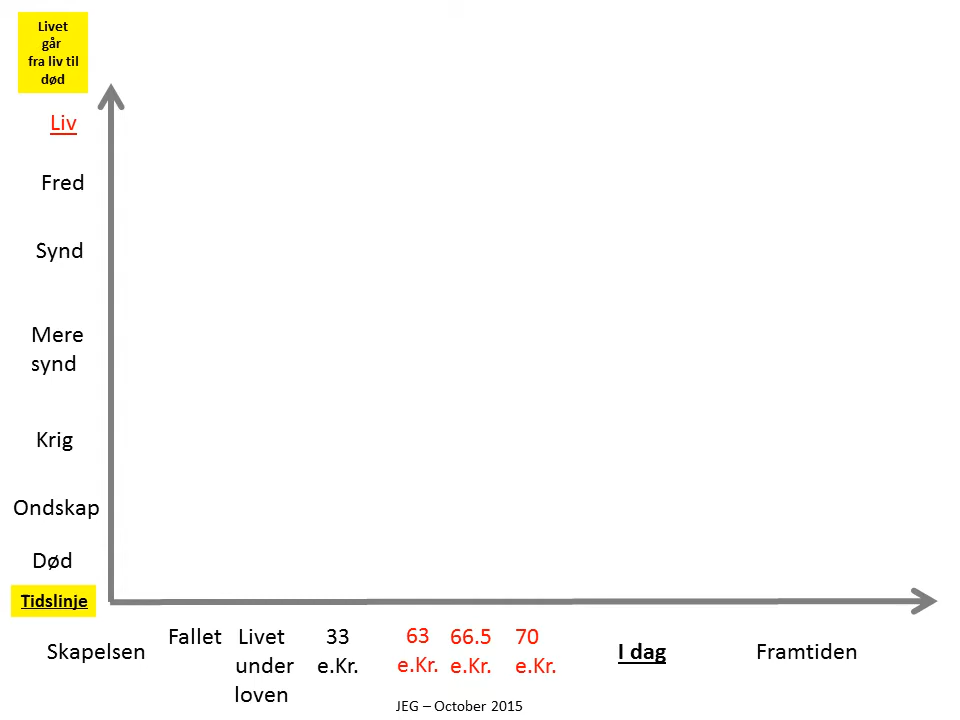 Livet
går
fra liv til
død
Liv
Fred
Synd
Mere
synd
Krig
Ondskap
Død
Tidslinje
Skapelsen
Fallet
Livet
under
loven
33
e.Kr.
63
e.Kr.
66.5
e.Kr.
70
e.Kr.
I dag
Framtiden
JEG – October 2015